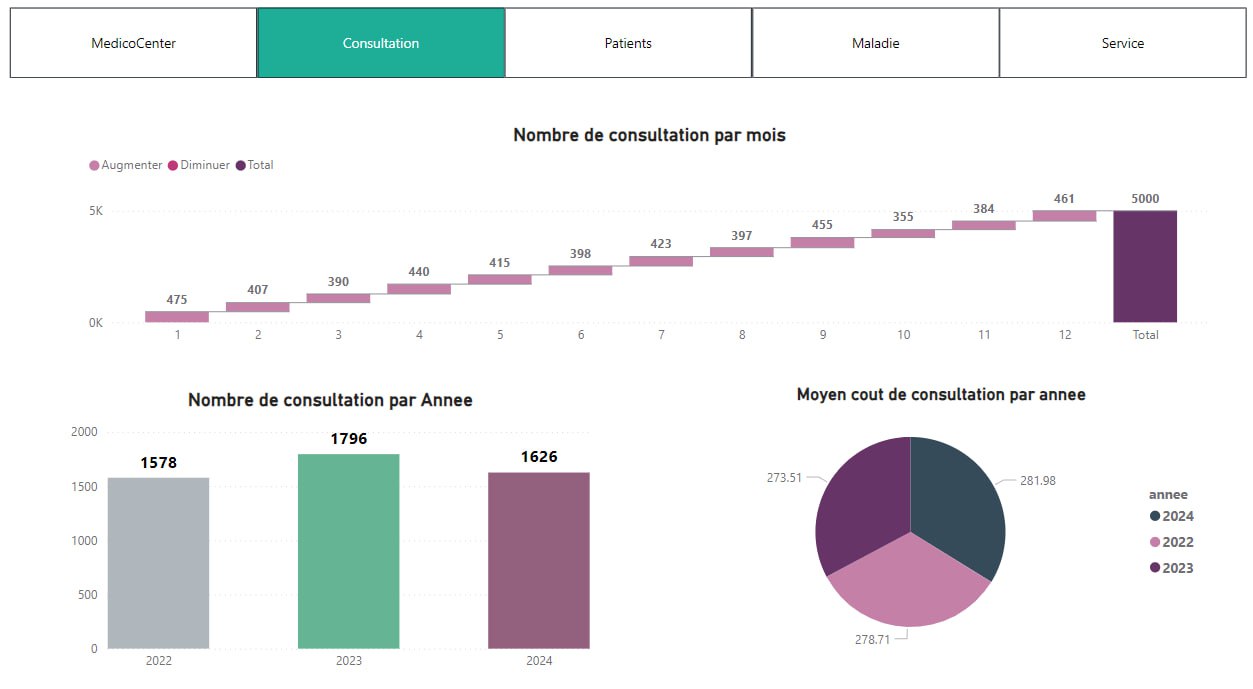 MedicoCenter
Consultation
Patients
Maladie
Service
Nombre de consultation par mois
Augmenter Diminuer Total
5K
0K
475
407
390
440
415
398
423
397
455
355
384
461
5000
1 2 3 4 5 6 7 8 9 10 11 12 Total
Nombre de consultation par Annee
2000
1500
1000
500
0
1578
1796
1626
2022 2023 2024
Moyen cout de consultation par annee
273.51
281.98
278.71
annee
2024
2022
2023